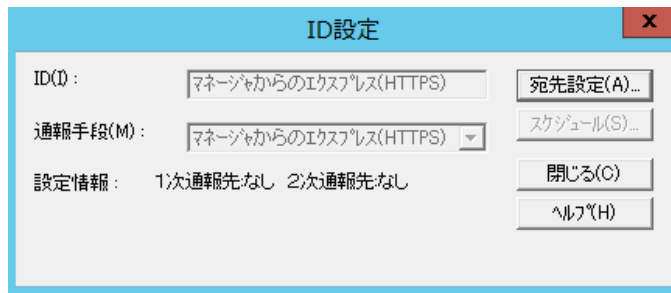 ID設定
x
ID(I) :
マネージャからのエクスプレス(HTTPS)
宛先設定(A)...
通報手段(M) :
マネージャからのエクスプレス(HTTPS)
スケジュール(S)...
設定情報 :
1次通報先:なし 2次通報先:なし
閉じる(C)
ヘルプ(H)